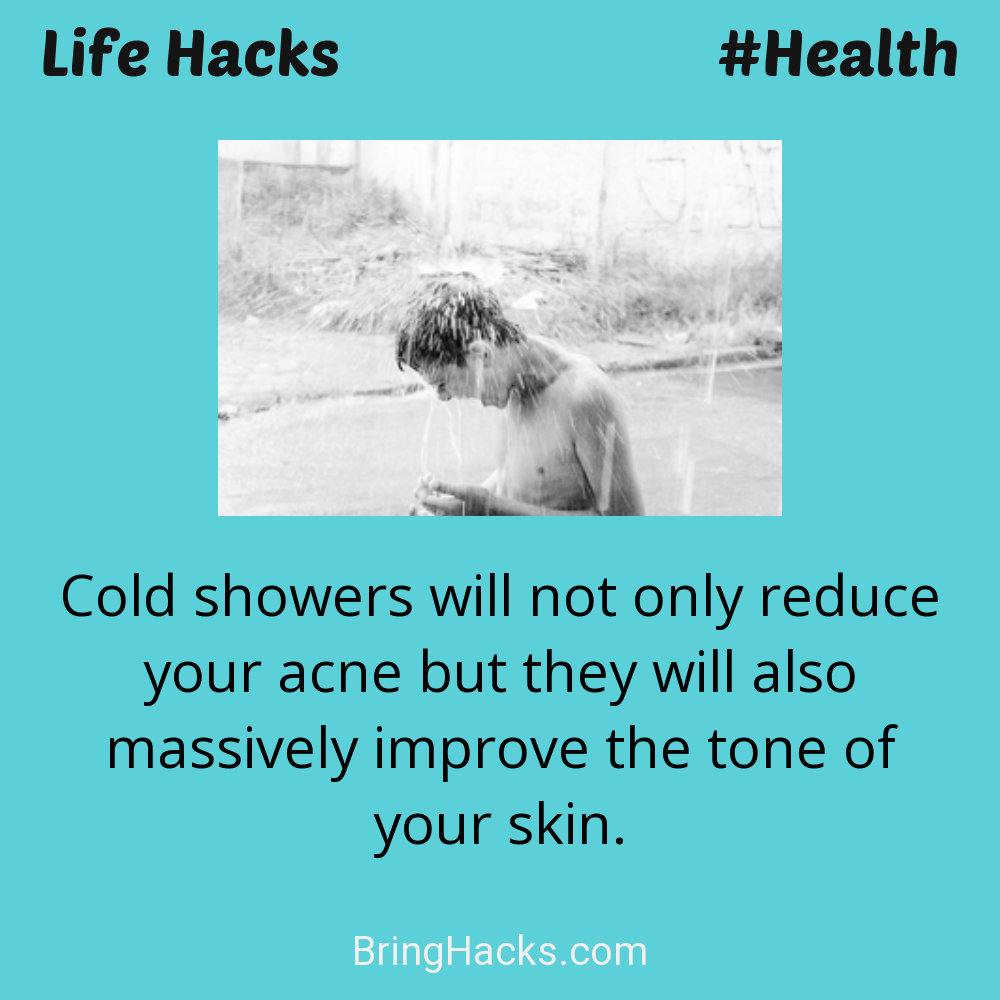 Life Hacks #Health
Cold showers will not only reduce
your acne but they will also
massively improve the tone of
your skin.
BringHacks.com